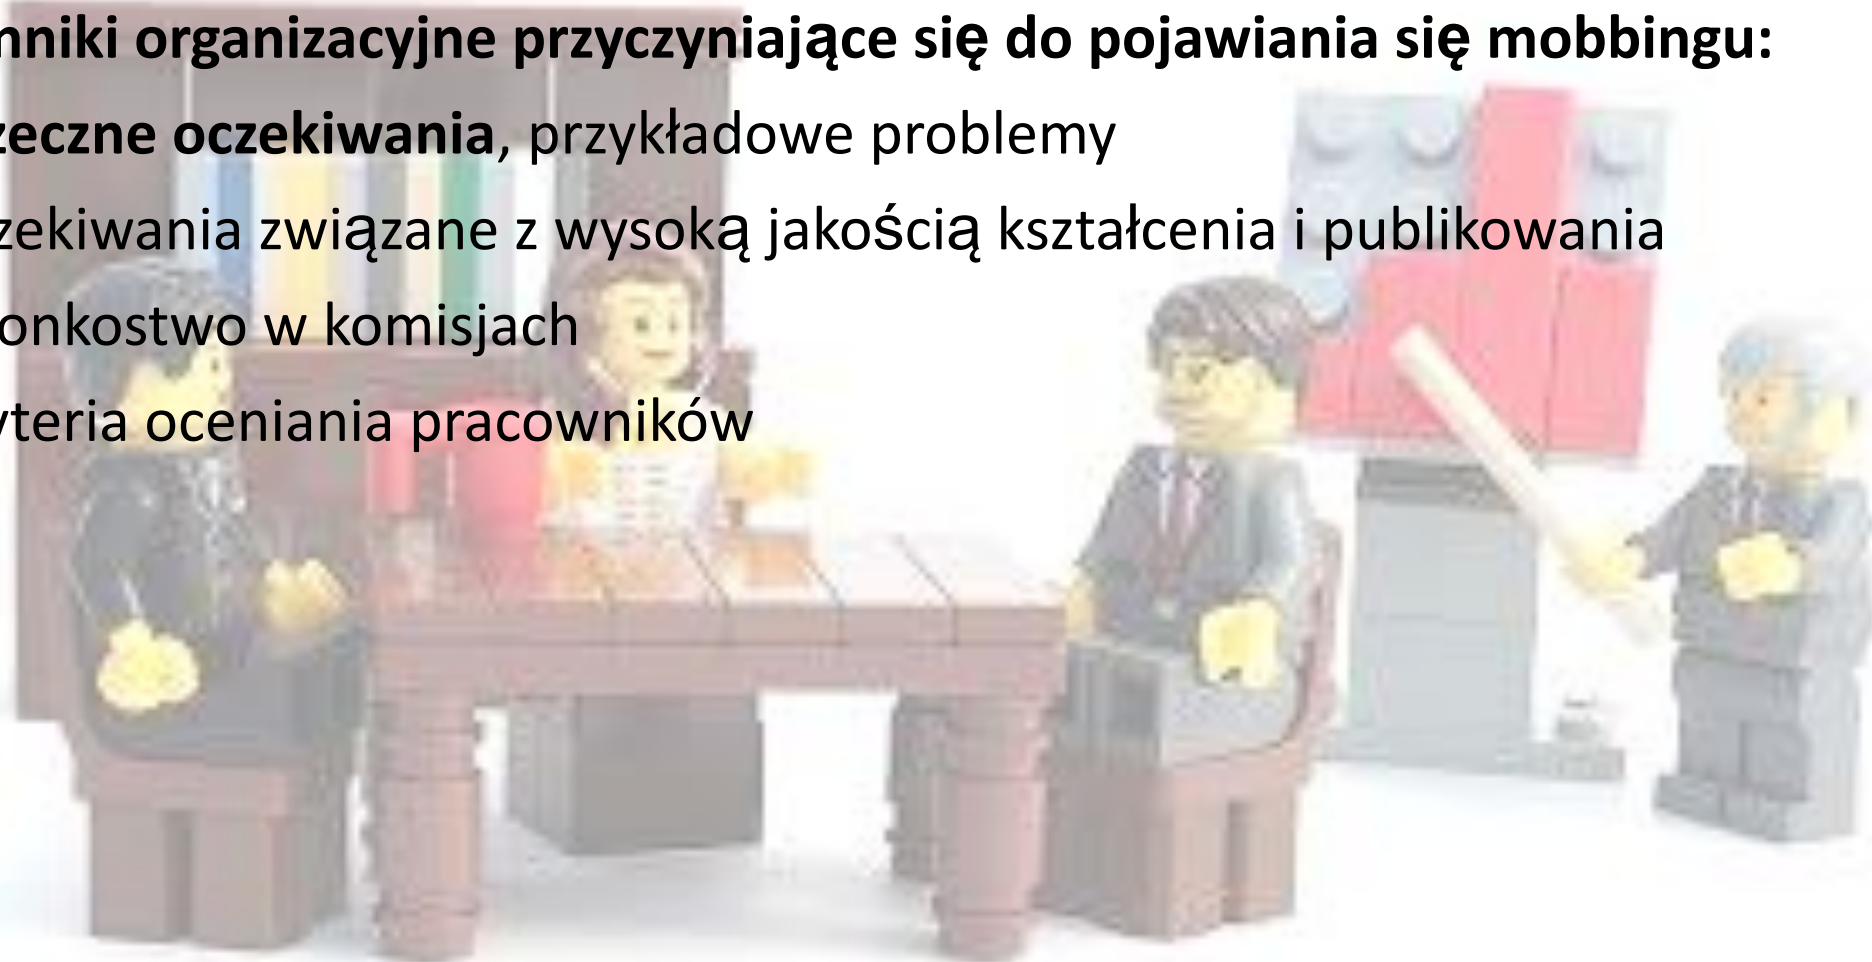 nniki organizacyjne przyczyniające się do pojawiania się mobbingu:
zeczne oczekiwania, przykładowe problemy
zekiwania związane z wysoką jakością kształcenia i publikowania
onkostwo w komisjach
yteria oceniania pracowników